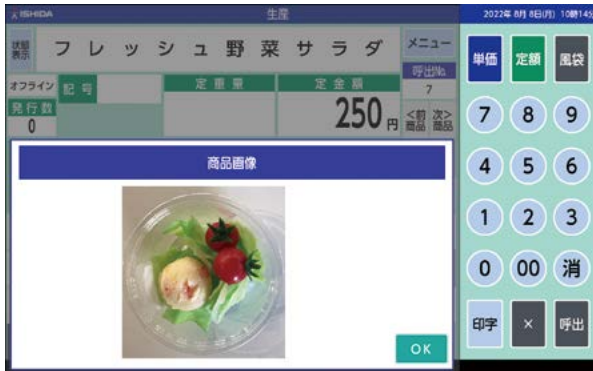 ISHIDA 生産 2022年 8月 8日(月) 10時14分
状態表示 フレッシュ野菜サラダ メニュー
単価 定額 風袋
オフライン 記号 定重量 定金額 呼出No.
7
発行数 250円 <前商品 次>商品
0
7 8 9
商品画像
4 5 6
1 2 3
0 00 消
印字 × 呼出
OK